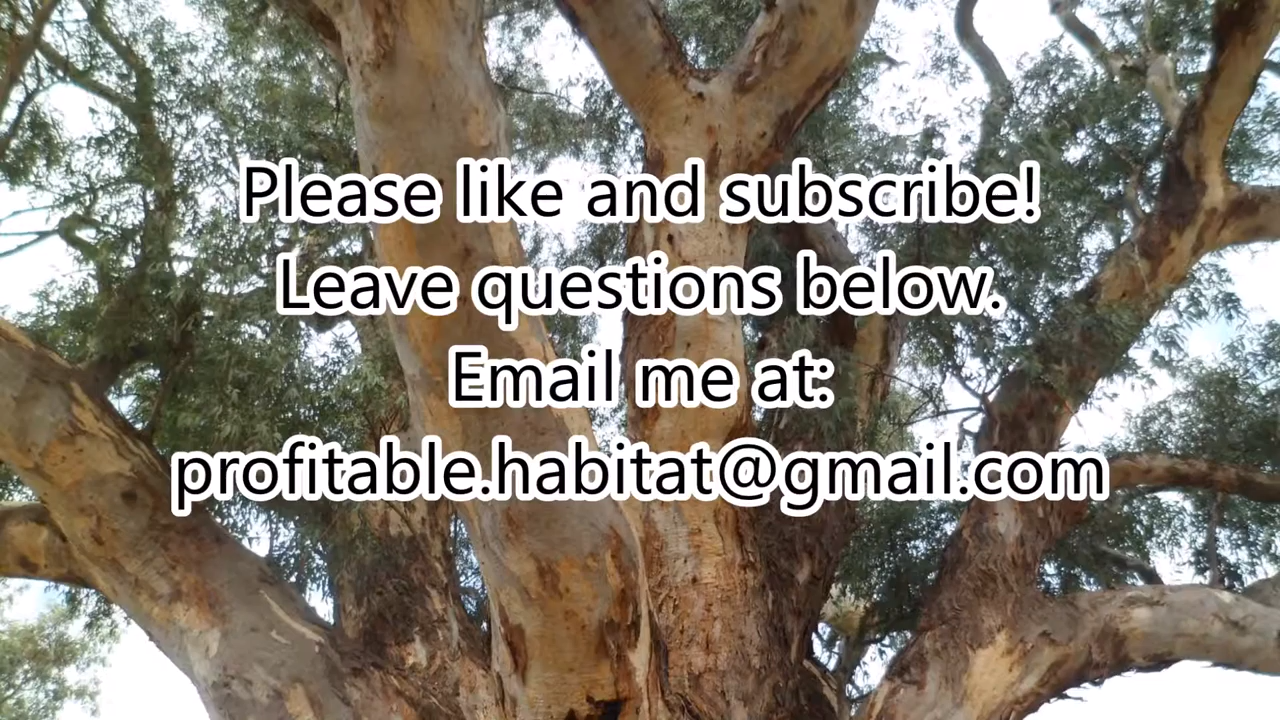 Please like and subscribe!
Leave questions below.
Email me at:
profitable.habitat@gmail.com